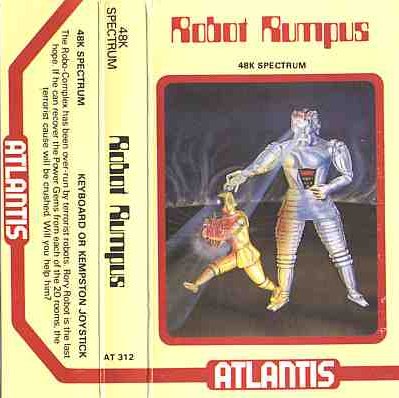 48K SPECTRUM
KEYBOARD OR KEMPSTON JOYSTICK
The Robo-Complex has been over-run by terrorist robots. Rory Robot is the last
hope. If he can recover the Power Gems from each of the 20 rooms, the
terrorist cause will be crushed. Will you help him?
ATLANTIS
48K
SPECTRUM
Robot Rumpus
AT 312
Robot Rumpus
48K SPECTRUM
ATLANTIS